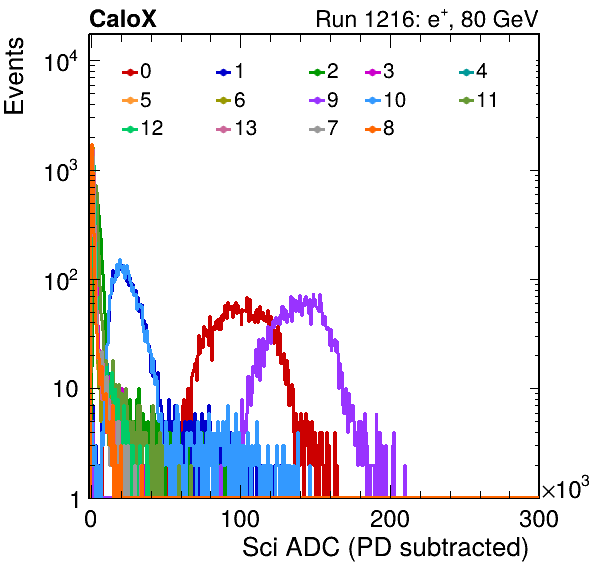 CaloX Run 1216: e⁺, 80 GeV
Events
10⁴
10³
10²
10
1
0 1 2 3 4
5 6 9 10 11
12 13 7 8
0 100 200 300
×10³
Sci ADC (PD subtracted)